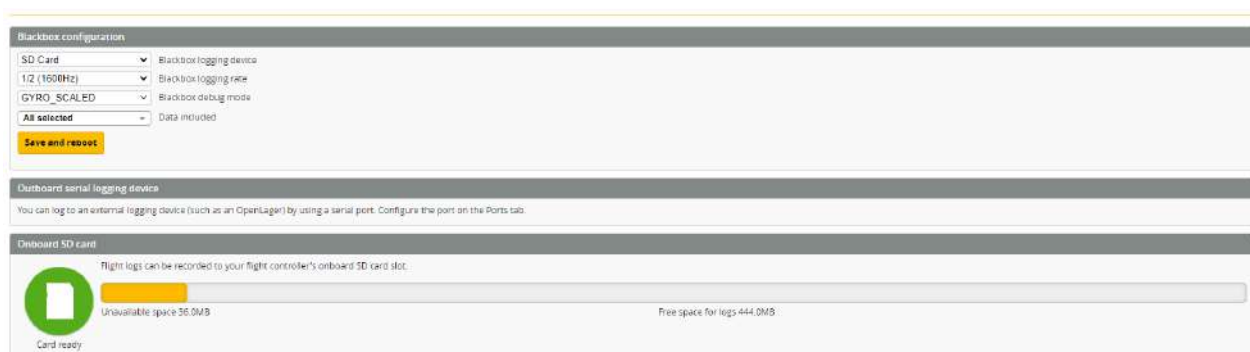 Blackbox configuration
SD Card Blackbox logging device
1/2 (1600Hz) Blackbox logging rate
GYRO_SCALED Blackbox debug mode
All selected Data included
Save and reboot
Outboard serial logging device
You can log to an external logging device (such as an OpenLager) by using a serial port. Configure the port on the Ports tab.
Onboard SD card
Flight logs can be recorded to your flight controller's onboard SD card slot.
Unavailable space 36.0MB Free space for logs 444.0MB
Card ready